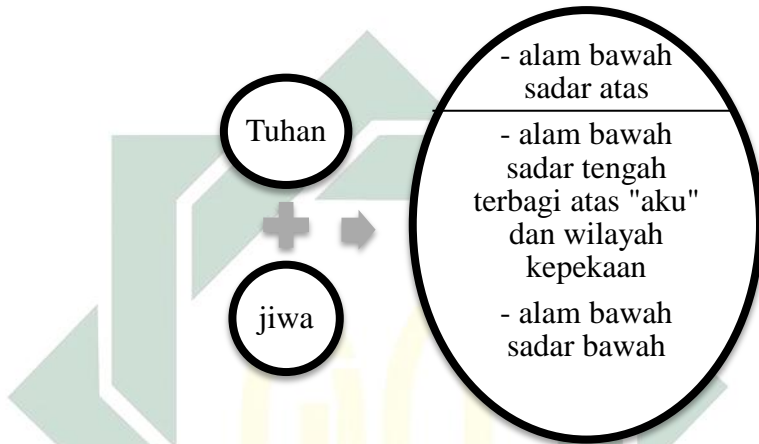 Tuhan
jiwa
- alam bawah
sadar atas
- alam bawah
sadar tengah
terbagi atas "aku"
dan wilayah
kepekaan
- alam bawah
sadar bawah